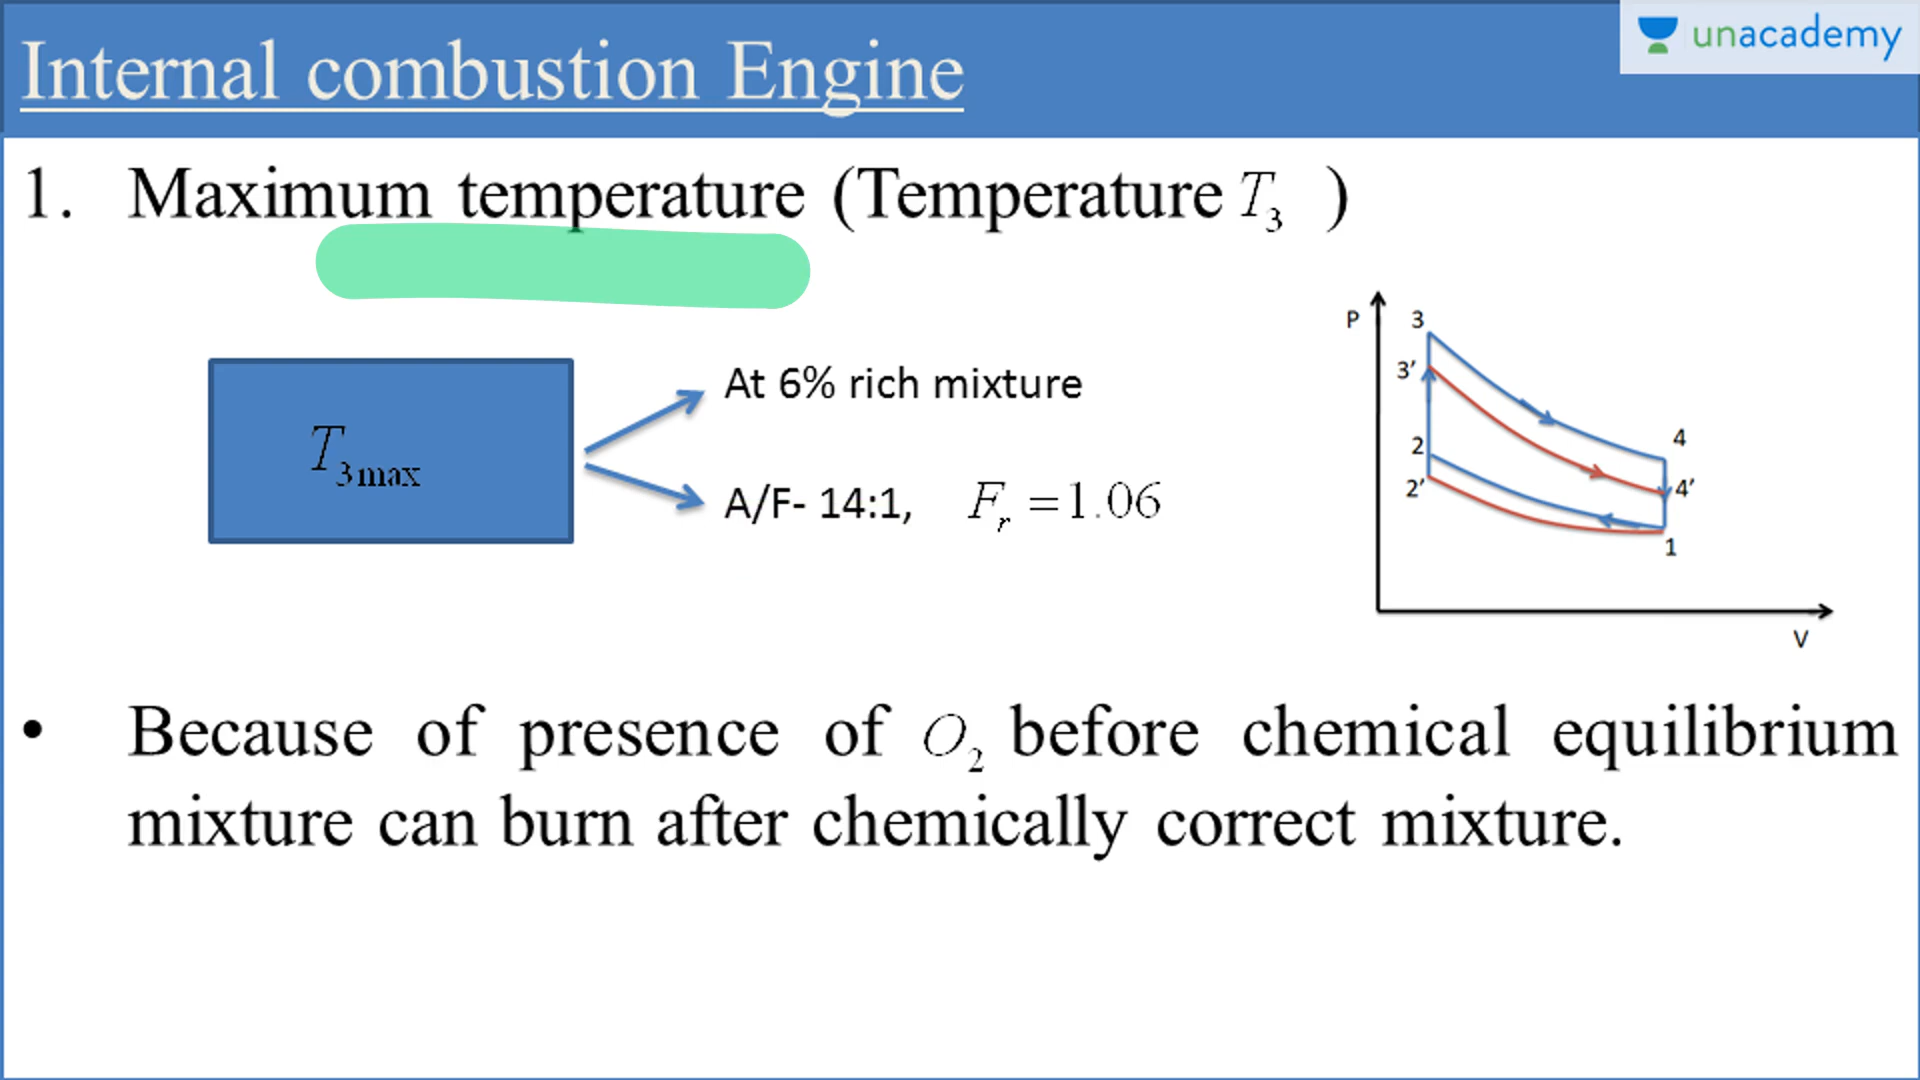 Internal combustion Engine
unacademy
1. Maximum temperature (Temperature T₃ )
T₃max
At 6% rich mixture
A/F- 14:1, Fᵣ = 1.06
P
3
3′
2
2′
4
4′
1
V
• Because of presence of O₂ before chemical equilibrium
mixture can burn after chemically correct mixture.